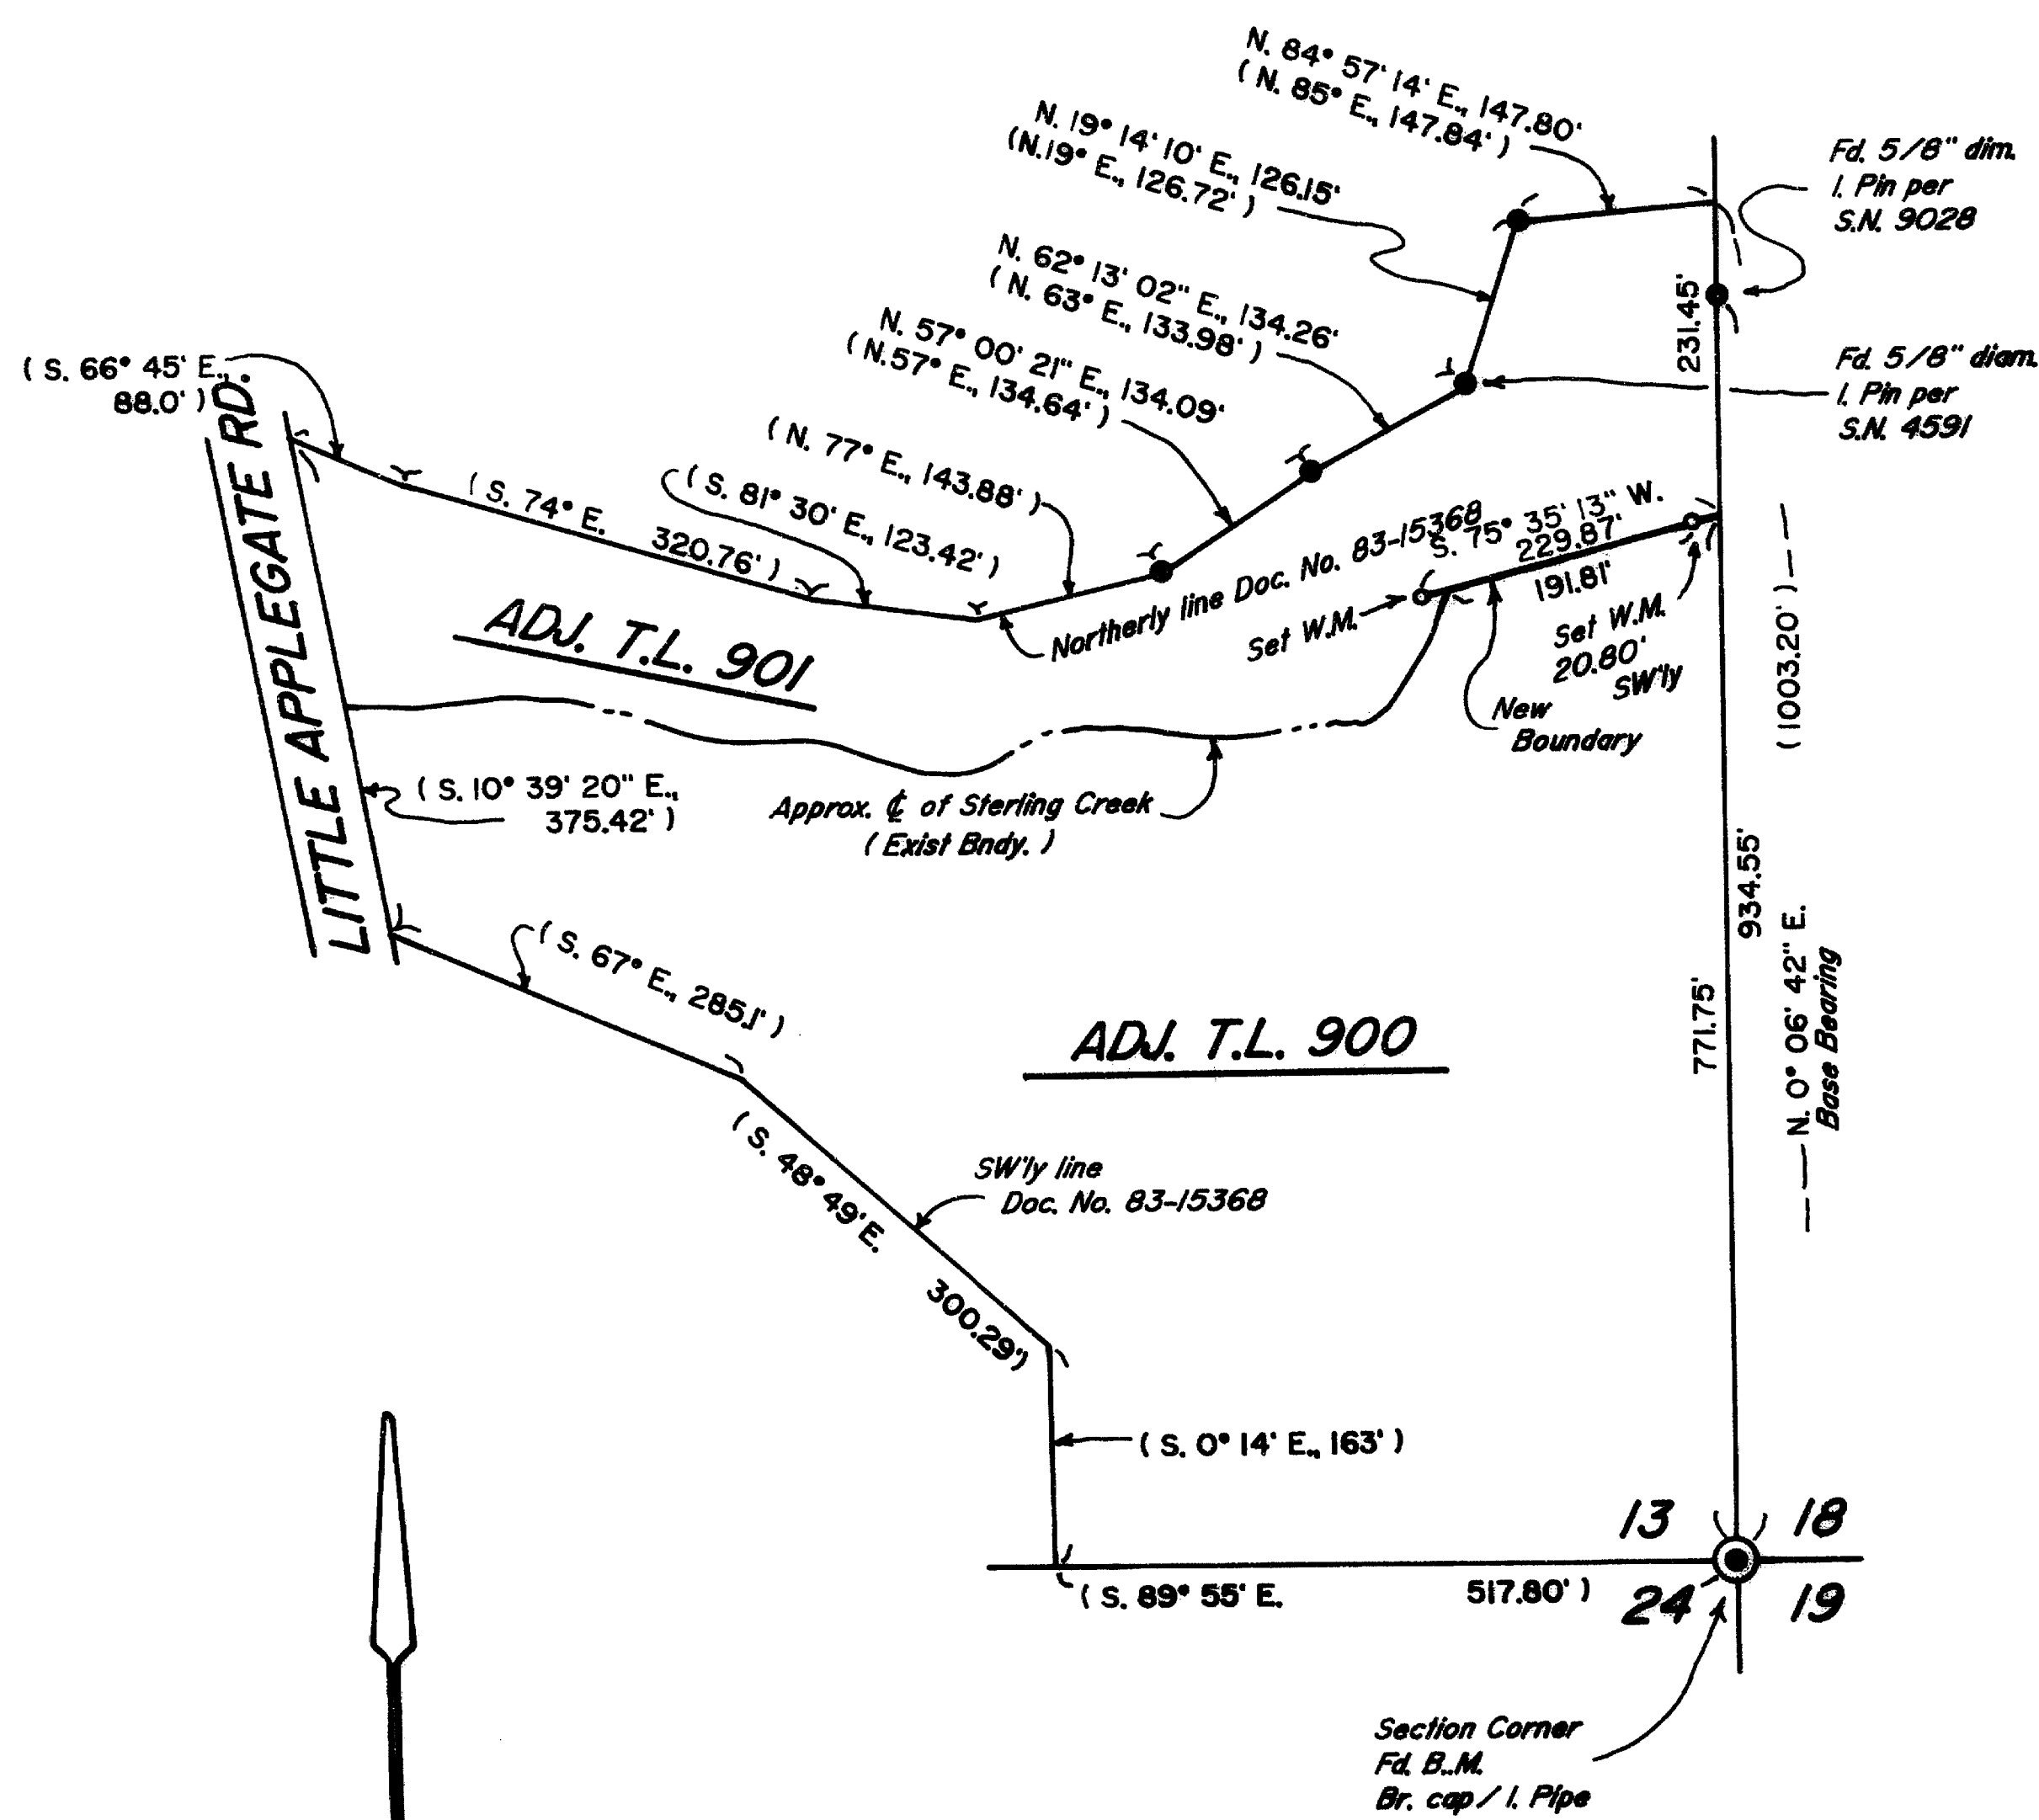 N. 84° 57' 14' E., 147.80'
( N. 85° E., 147.84' )
N. 19° 14' 10' E., 126.15'
(N.19° E., 126.72' )
N. 62° 13' 02" E., 134.26'
( N. 63° E., 133.98' )
N. 57° 00' 21" E., 134.09'
( N.57° E., 134.64' )
( N. 77° E., 143.88' )
( S. 81° 30' E., 123.42' )
( S. 74° E. 320.76' )
( S. 66° 45' E.,
88.0' )
LITTLE APPLEGATE RD.
Fd. 5/8" dim.
I. Pin per
S.N. 9028
231.45'
Fd. 5/8" diam.
I. Pin per
S.N. 4591
Northerly line Doc. No. 83-15368
S. 75° 35' 13" W.
229.87'
191.81'
Set W.M.
Set W.M.
20.80'
SW'ly
New
Boundary
ADJ. T.L. 901
( S. 10° 39' 20" E.,
375.42' )
Approx. ℄ of Sterling Creek
( Exist Bndy. )
(1003.20')
934.55'
771.75'
N. 0° 06' 42" E.
Base Bearing
( S. 67° E., 285.1' )
ADJ. T.L. 900
( S. 48° 49' E. 300.29')
SW'ly line
Doc. No. 83-15368
( S. 0° 14' E., 163' )
13 18
24 19
( S. 89° 55' E. 517.80' )
Section Corner
Fd. B..M.
Br. cap / I. Pipe